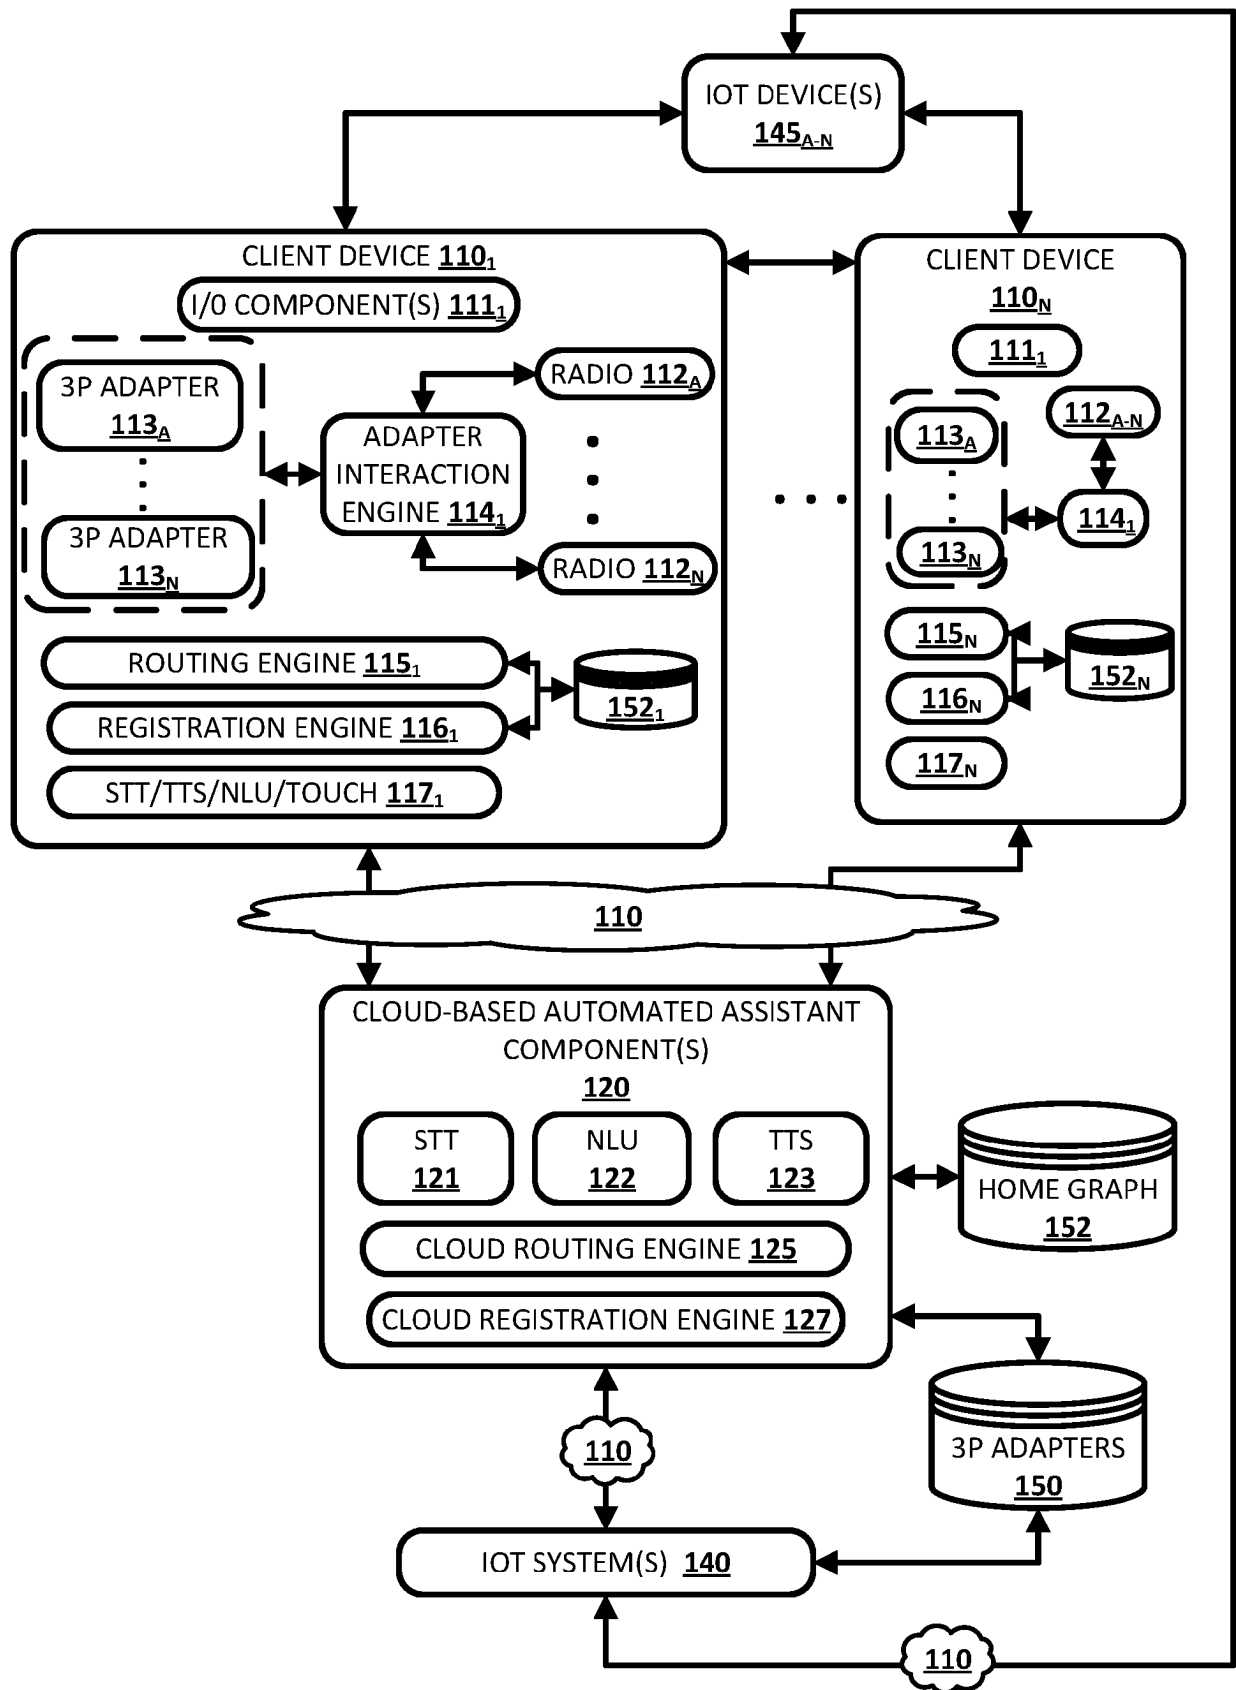 IOT DEVICE(S)
145A-N
CLIENT DEVICE 1101
I/0 COMPONENT(S) 1111
3P ADAPTER
113A
3P ADAPTER
113N
ADAPTER
INTERACTION
ENGINE 1141
RADIO 112A
RADIO 112N
ROUTING ENGINE 1151
REGISTRATION ENGINE 1161
STT/TTS/NLU/TOUCH 1171
1521
CLIENT DEVICE
110N
1111
113A
113N
112A-N
1141
115N
116N
117N
152N
110
CLOUD-BASED AUTOMATED ASSISTANT
COMPONENT(S)
120
STT
121
NLU
122
TTS
123
CLOUD ROUTING ENGINE 125
CLOUD REGISTRATION ENGINE 127
HOME GRAPH
152
3P ADAPTERS
150
110
IOT SYSTEM(S) 140
110